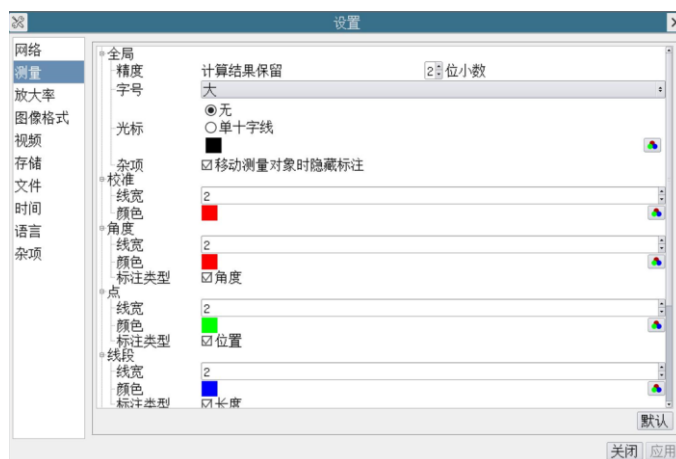 设置
网络
测量
放大率
图像格式
视频
存储
文件
时间
语言
杂项
全局
精度 计算结果保留 2 位小数
字号 大
光标 无
单十字线
杂项 移动测量对象时隐藏标注
校准
线宽 2
颜色
角度
线宽 2
颜色
标注类型 角度
点
线宽 2
颜色
标注类型 位置
线段
线宽 2
颜色
标注类型 长度
默认
关闭 应用